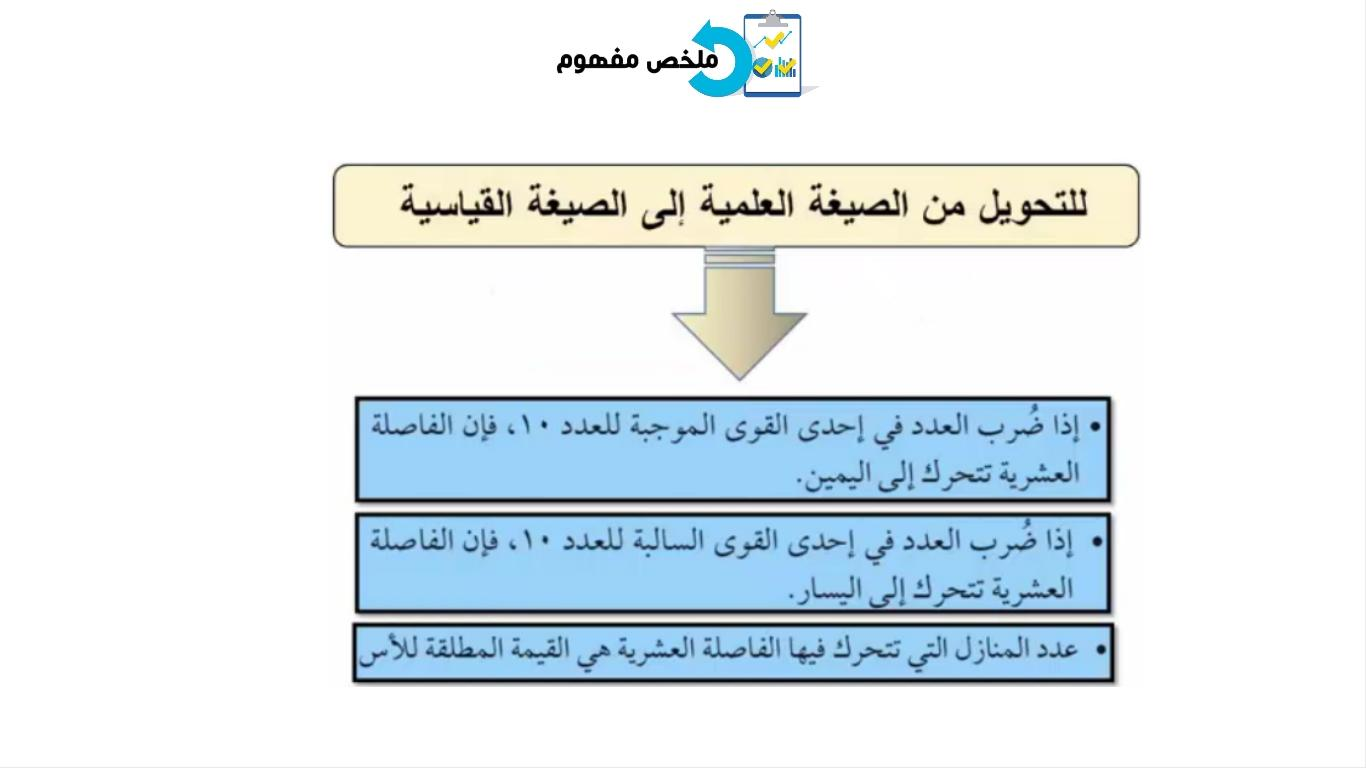 ملخص مفهوم
للتحويل من الصيغة العلمية إلى الصيغة القياسية
• إذا ضُرب العدد في إحدى القوى الموجبة للعدد ١٠، فإن الفاصلة
العشرية تتحرك إلى اليمين.
• إذا ضُرب العدد في إحدى القوى السالبة للعدد ١٠، فإن الفاصلة
العشرية تتحرك إلى اليسار.
• عدد المنازل التي تتحرك فيها الفاصلة العشرية هي القيمة المطلقة للأس